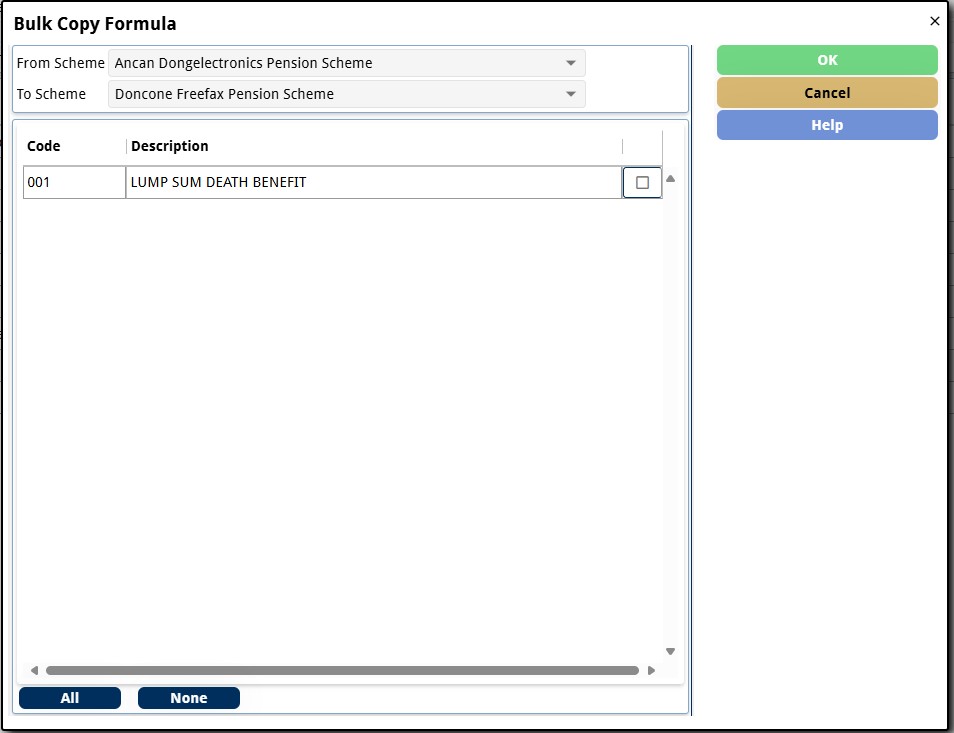 Bulk Copy Formula
From Scheme Ancan Dongelectronics Pension Scheme
To Scheme Doncone Freefax Pension Scheme
OK
Cancel
Help
Code Description
001 LUMP SUM DEATH BENEFIT
All None